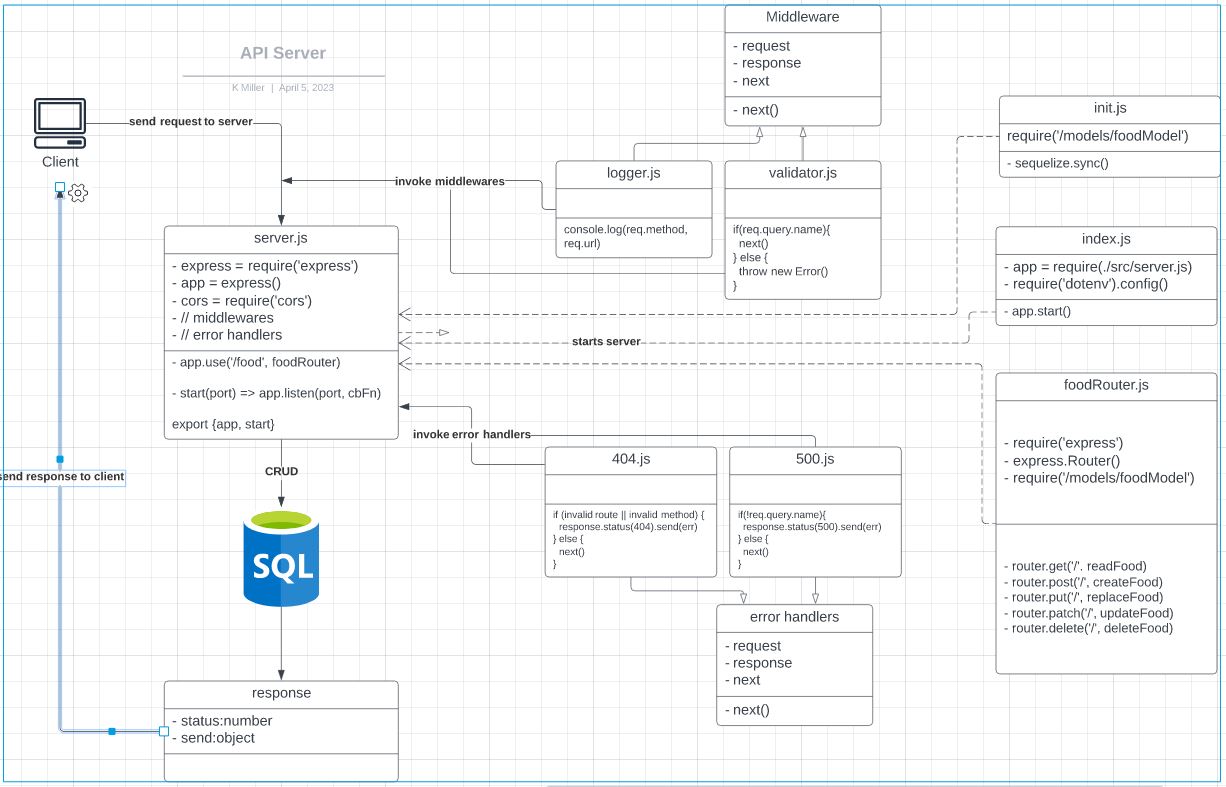 API Server
K Miller | April 5, 2023
Client
send request to server
invoke middlewares
Middleware
- request
- response
- next
- next()
logger.js
console.log(req.method,
req.url)
validator.js
if(req.query.name){
next()
} else {
throw new Error()
}
init.js
require('/models/foodModel')
- sequelize.sync()
index.js
- app = require(./src/server.js)
- require('dotenv').config()
- app.start()
server.js
- express = require('express')
- app = express()
- cors = require('cors')
- // middlewares
- // error handlers
- app.use('/food', foodRouter)
- start(port) => app.listen(port, cbFn)
export {app, start}
starts server
invoke error handlers
foodRouter.js
- require('express')
- express.Router()
- require('/models/foodModel')
- router.get('/'. readFood)
- router.post('/', createFood)
- router.put('/', replaceFood)
- router.patch('/', updateFood)
- router.delete('/', deleteFood)
404.js
if (invalid route || invalid method) {
response.status(404).send(err)
} else {
next()
}
500.js
if(!req.query.name){
response.status(500).send(err)
} else {
next()
}
error handlers
- request
- response
- next
- next()
CRUD
SQL
send response to client
response
- status:number
- send:object